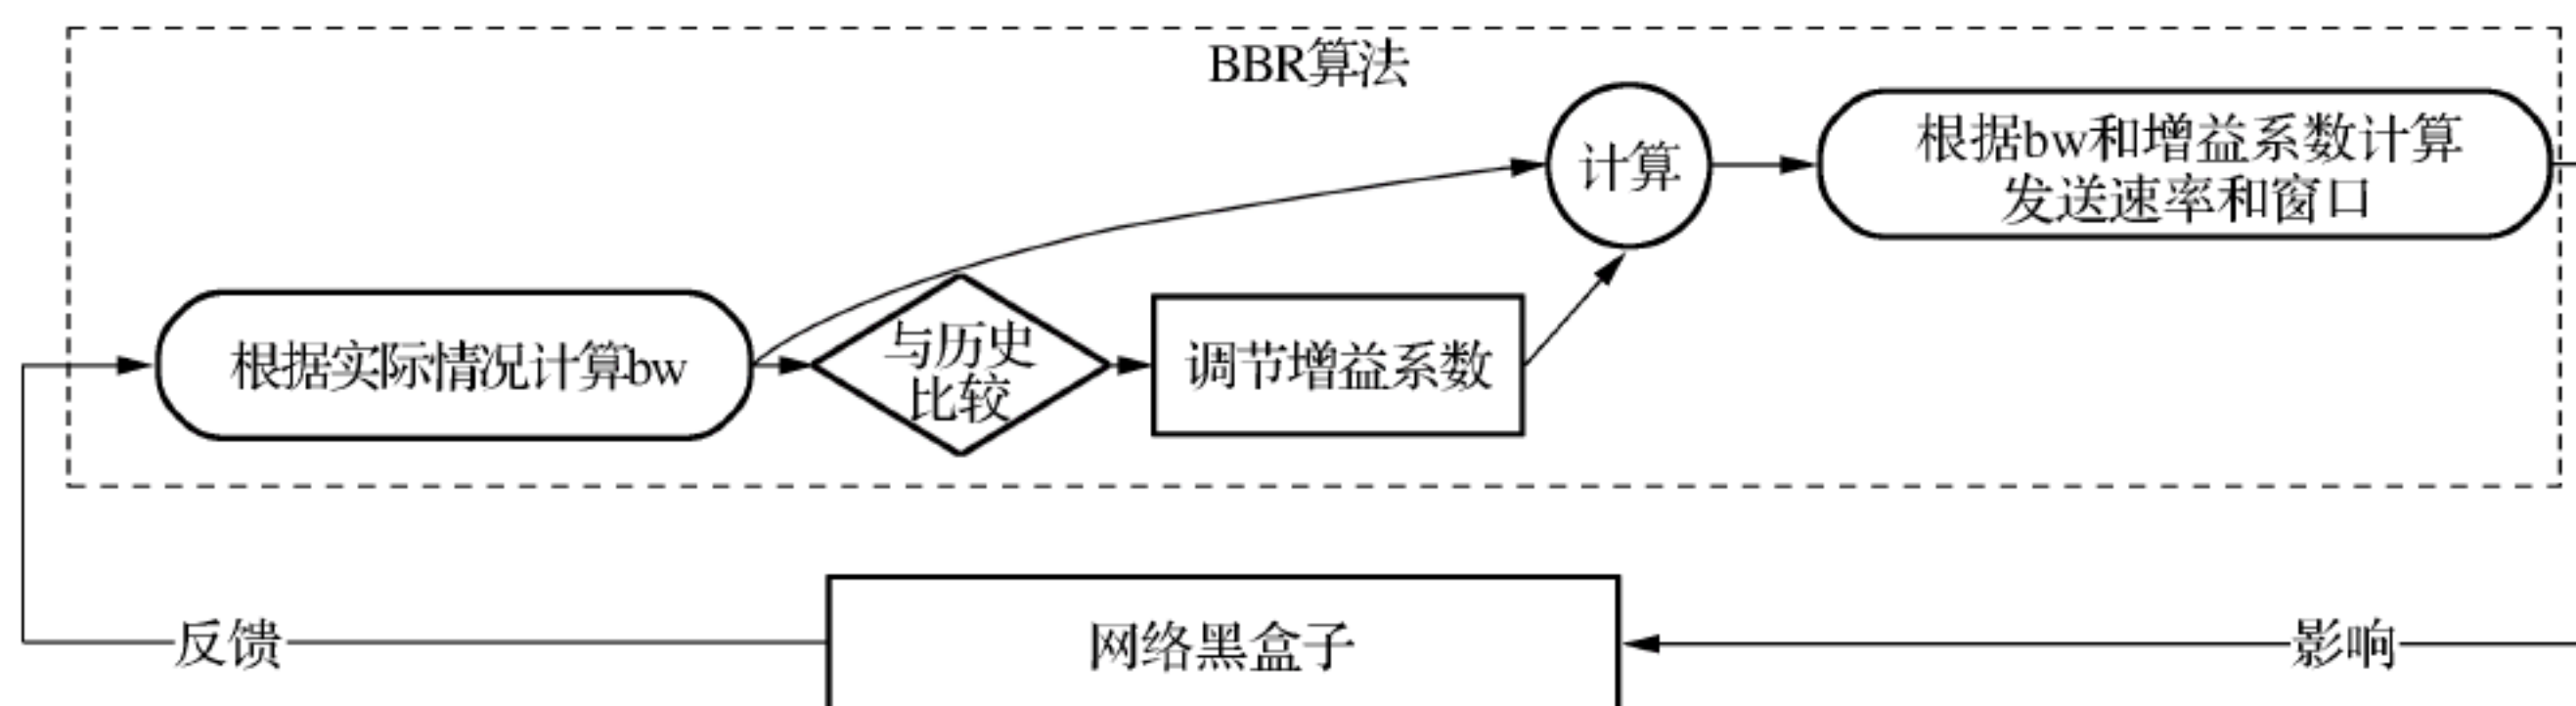 BBR算法
计算
根据bw和增益系数计算
发送速率和窗口
根据实际情况计算bw
与历史
比较
调节增益系数
反馈
网络黑盒子
影响